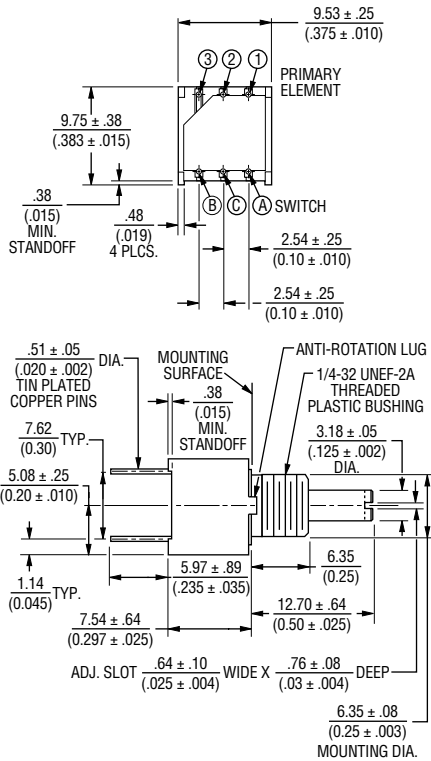 9.53 ± .25
(.375 ± .010)
3 2 1
PRIMARY
ELEMENT
9.75 ± .38
(.383 ± .015)
.38
(.015)
MIN.
STANDOFF
.48
(.019)
4 PLCS.
B C A SWITCH
2.54 ± .25
(0.10 ± .010)
2.54 ± .25
(0.10 ± .010)
.51 ± .05
(.020 ± .002)
DIA.
TIN PLATED
COPPER PINS
MOUNTING
SURFACE
.38
(.015)
MIN.
STANDOFF
ANTI-ROTATION LUG
1/4-32 UNEF-2A
THREADED
PLASTIC BUSHING
3.18 ± .05
(.125 ± .002)
DIA.
7.62
(0.30)
TYP.
5.08 ± .25
(0.20 ± .010)
1.14
(0.045)
TYP.
5.97 ± .89
(.235 ± .035)
6.35
(0.25)
7.54 ± .64
(0.297 ± .025)
12.70 ± .64
(0.50 ± .025)
ADJ. SLOT .64 ± .10 WIDE X .76 ± .08 DEEP
(.025 ± .004) (.03 ± .004)
6.35 ± .08
(0.25 ± .003)
MOUNTING DIA.